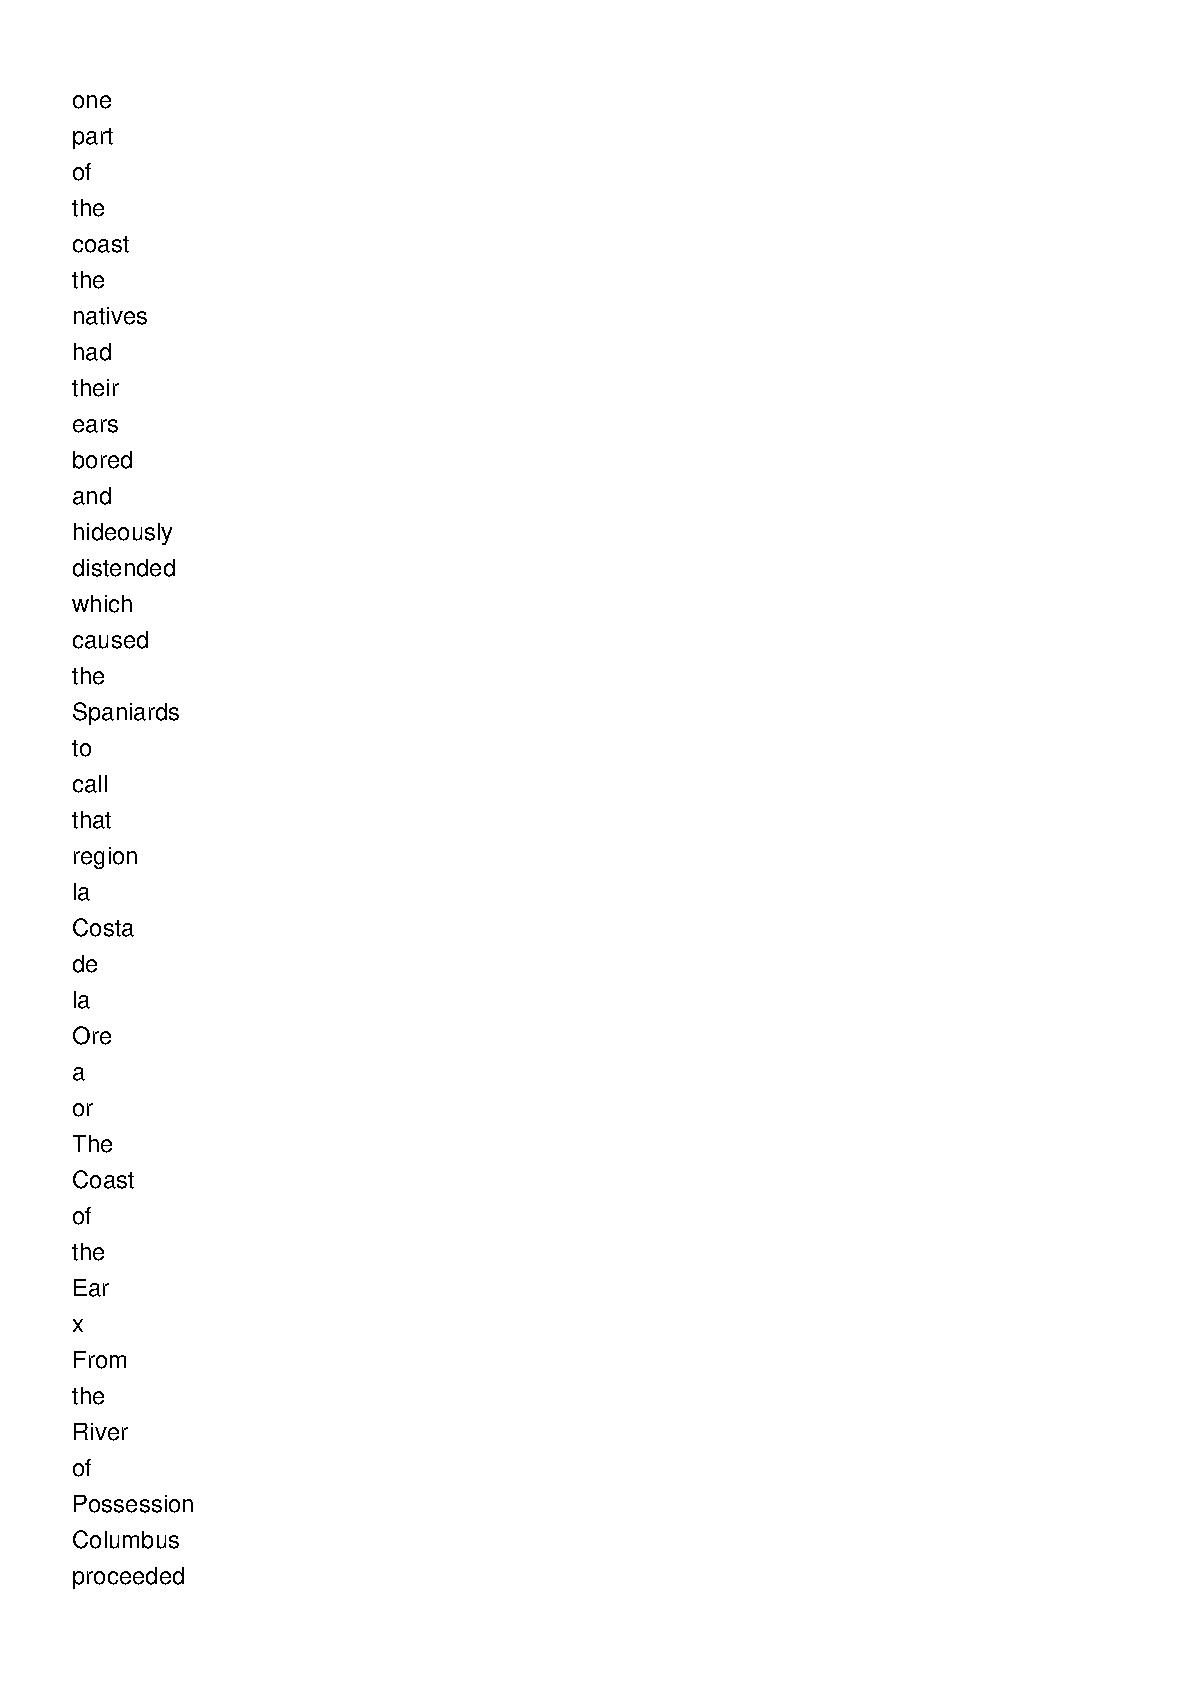 one
part
of
the
coast
the
natives
had
their
ears
bored
and
hideously
distended
which
caused
the
Spaniards
to
call
that
region
la
Costa
de
la
Ore
a
or
The
Coast
of
the
Ear
x
From
the
River
of
Possession
Columbus
proceeded